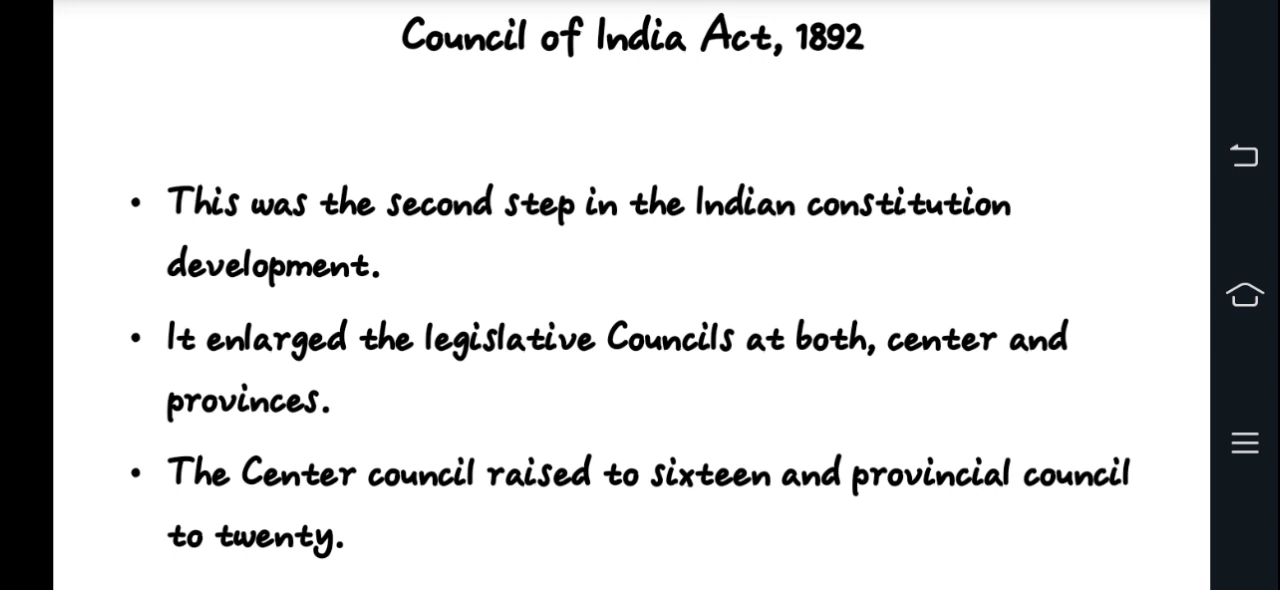 Council of India Act, 1892
• This was the second step in the Indian constitution
development.
• It enlarged the legislative Councils at both, center and
provinces.
• The Center council raised to sixteen and provincial council
to twenty.